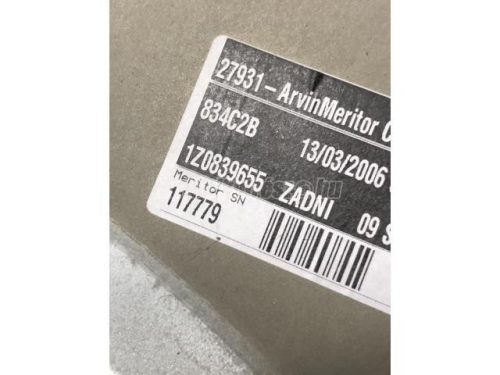 27931 – ArvinMeritor
834C2B
13/03/2006
1Z0839655 ZADNI 09
Meritor SN
117779